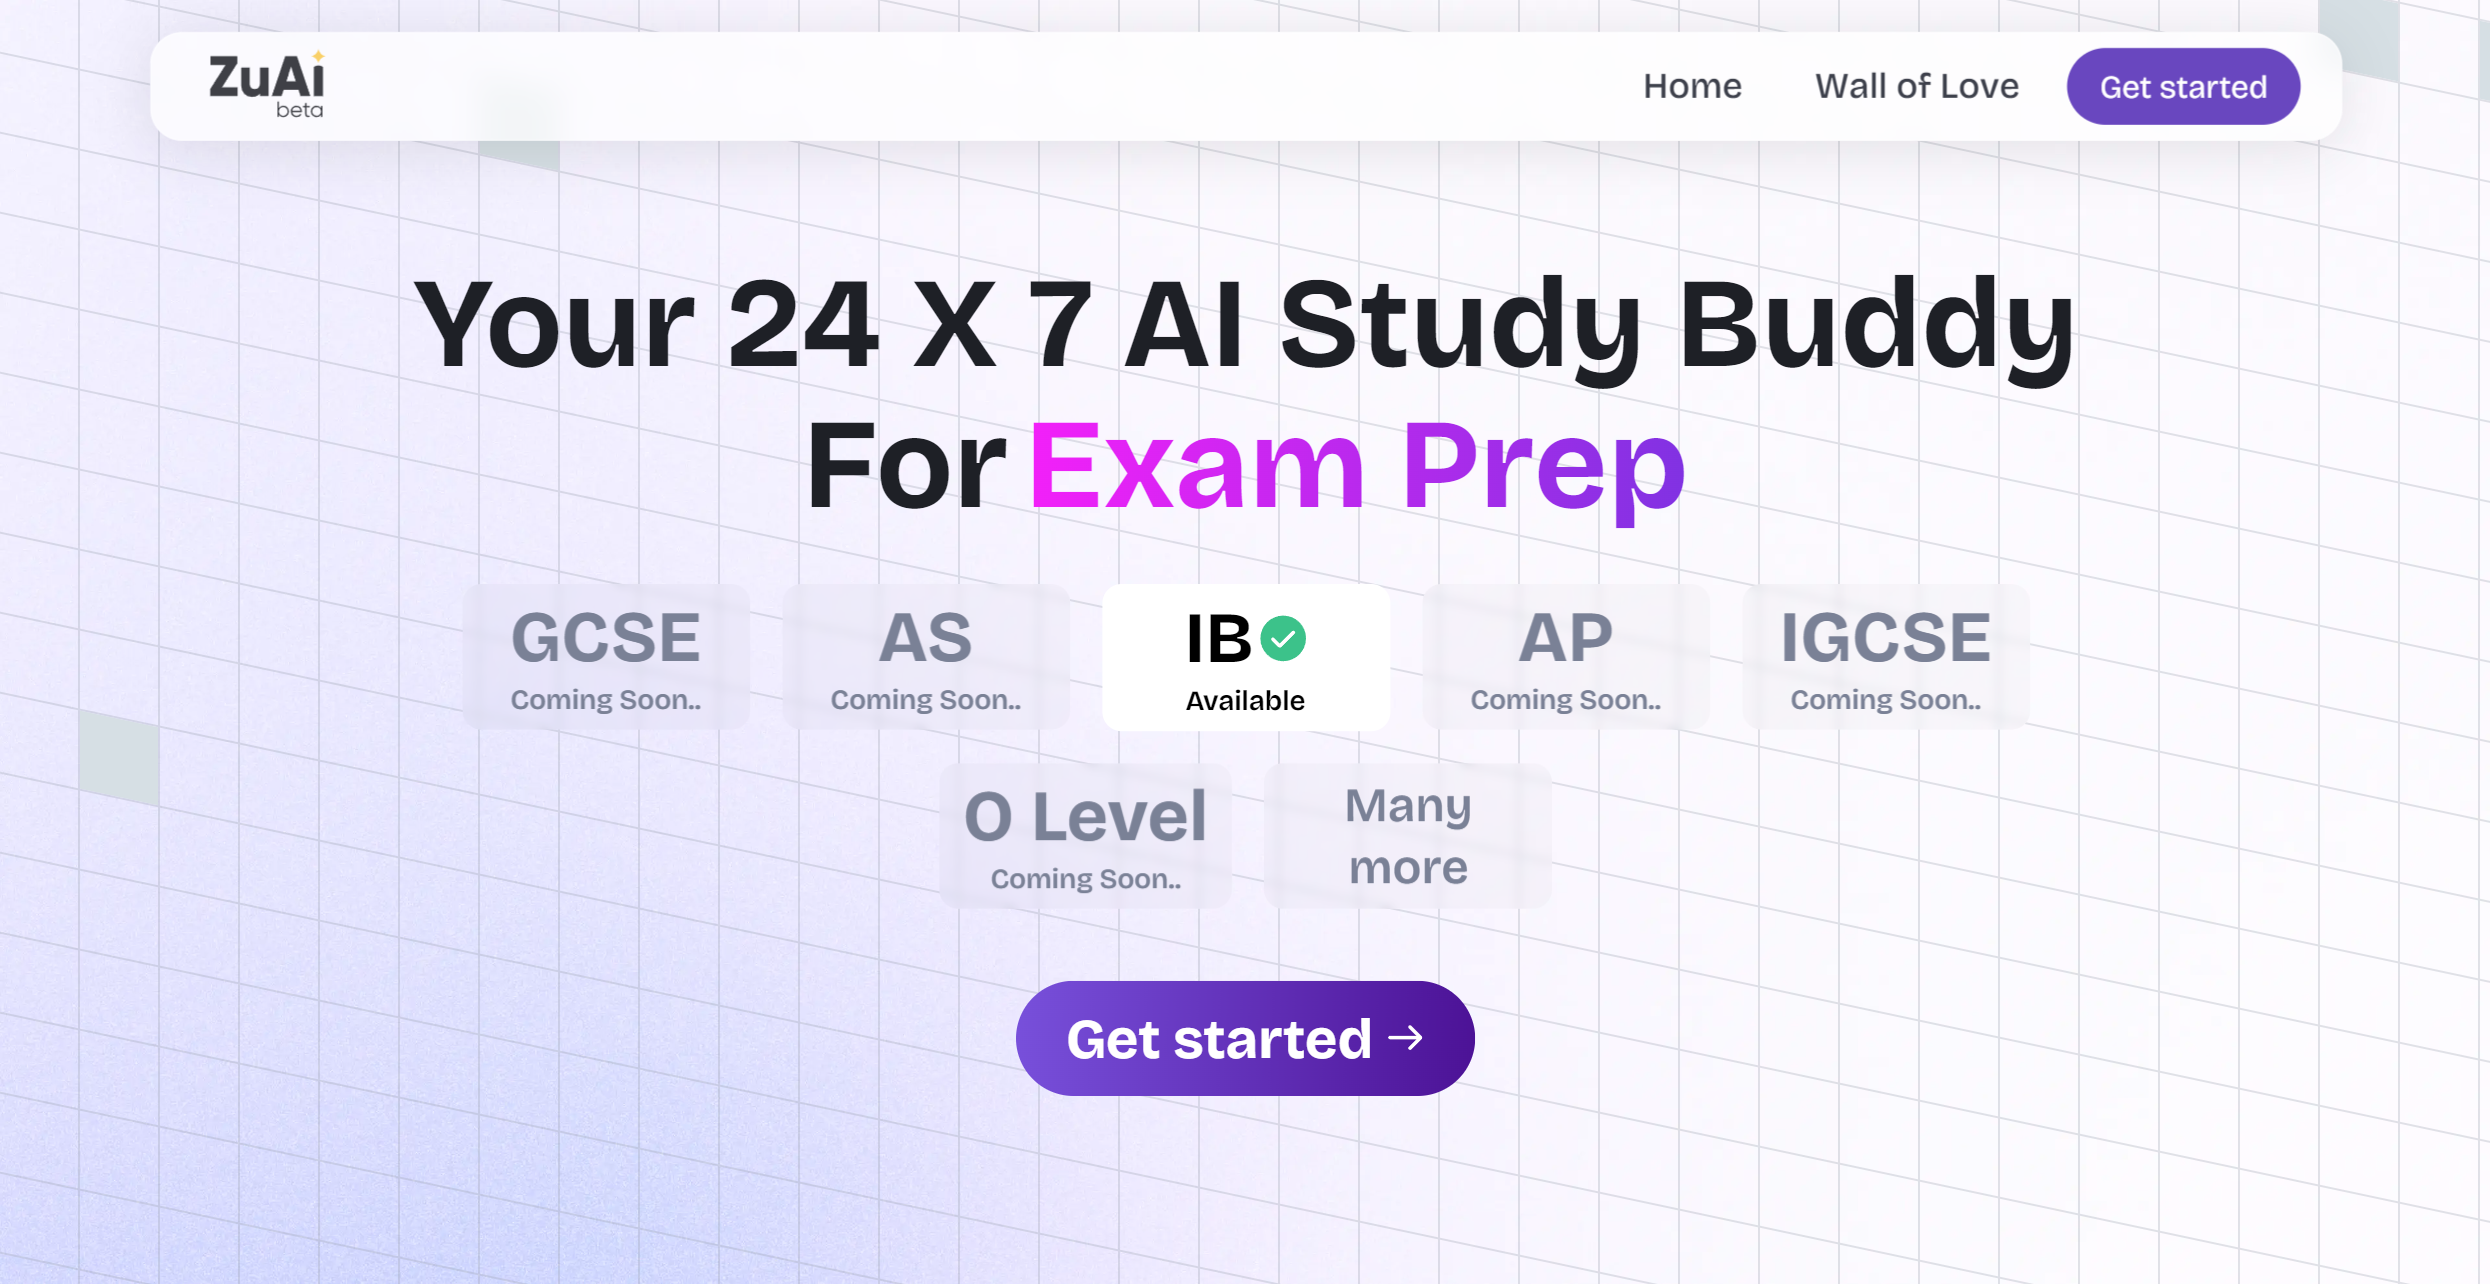 ZuAi
beta
Home
Wall of Love
Get started
Your 24 X 7 AI Study Buddy
For Exam Prep
GCSE
Coming Soon..
AS
Coming Soon..
IB
Available
AP
Coming Soon..
IGCSE
Coming Soon..
O Level
Coming Soon..
Many
more
Get started →